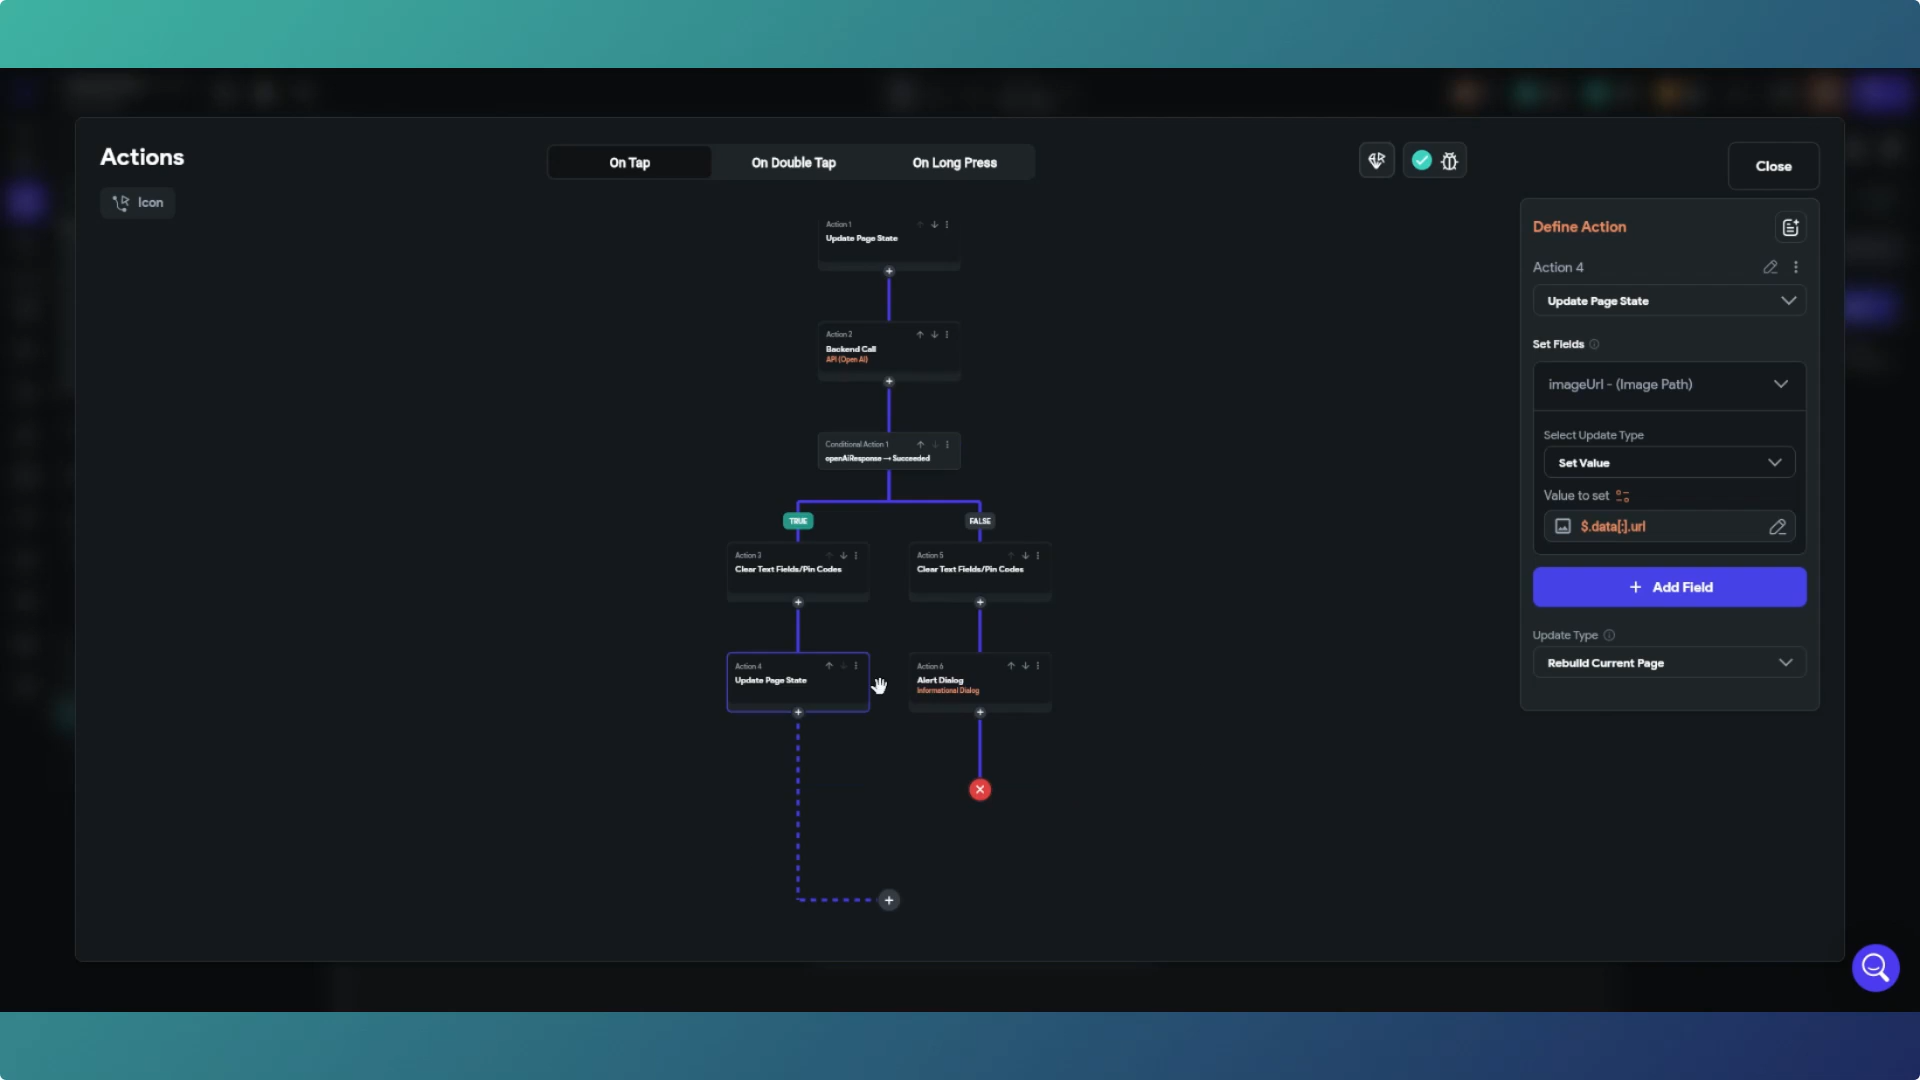 Actions
On Tap
On Double Tap
On Long Press
Close
Icon
Action 1
Update Page State
Action 2
Backend Call
API (Open AI)
Conditional Action 1
openAiResponse → Succeeded
TRUE
FALSE
Action 3
Clear Text Fields/Pin Codes
Action 5
Clear Text Fields/Pin Codes
Action 4
Update Page State
Action 6
Alert Dialog
Informational Dialog
Define Action
Action 4
Update Page State
Set Fields
imageUrl - (Image Path)
Select Update Type
Set Value
Value to set
$.data[:].url
+ Add Field
Update Type
Rebuild Current Page